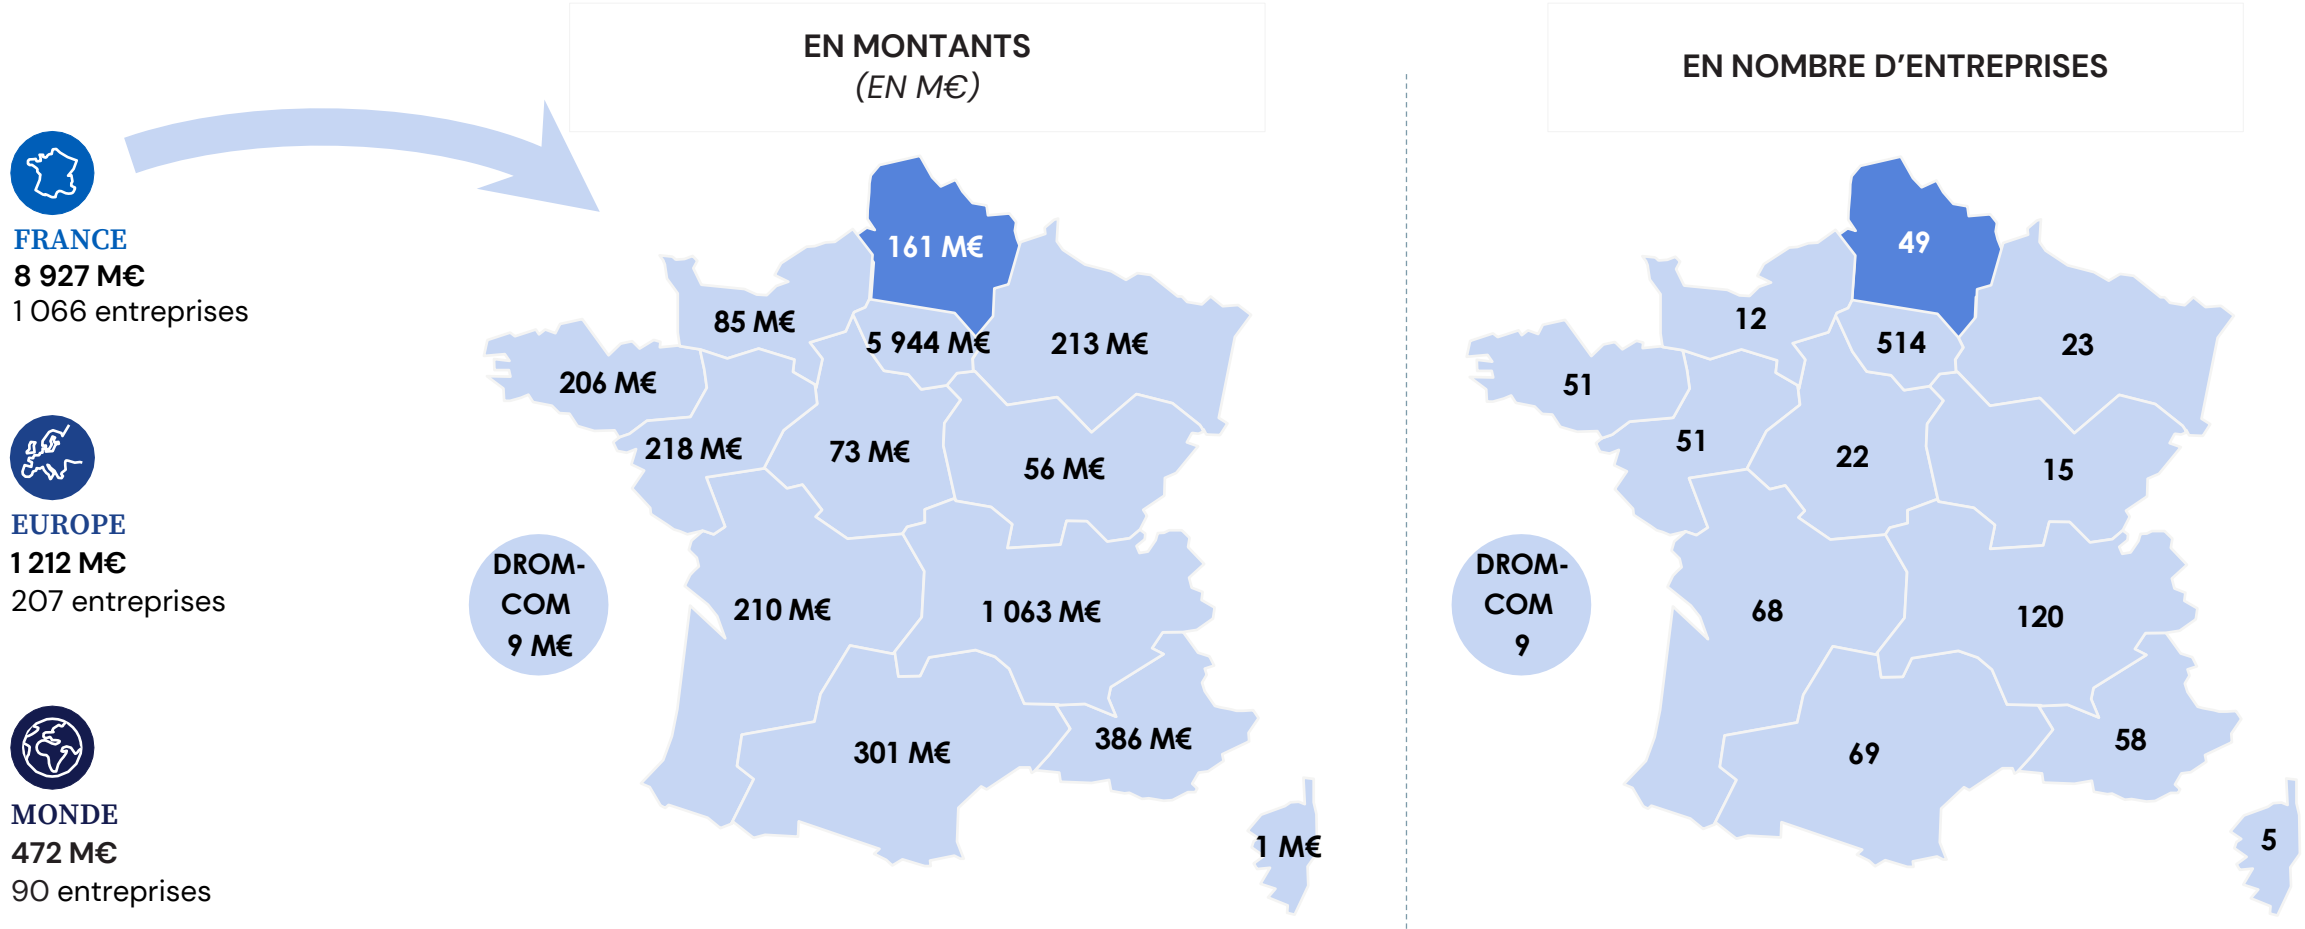 EN MONTANTS
(EN M€)
EN NOMBRE D’ENTREPRISES
FRANCE
8 927 M€
1 066 entreprises
EUROPE
1 212 M€
207 entreprises
MONDE
472 M€
90 entreprises
161 M€
85 M€
5 944 M€
213 M€
206 M€
218 M€
73 M€
56 M€
DROM-
COM
9 M€
210 M€
1 063 M€
301 M€
386 M€
1 M€
49
12
514
23
51
51
22
15
DROM-
COM
9
68
120
69
58
5